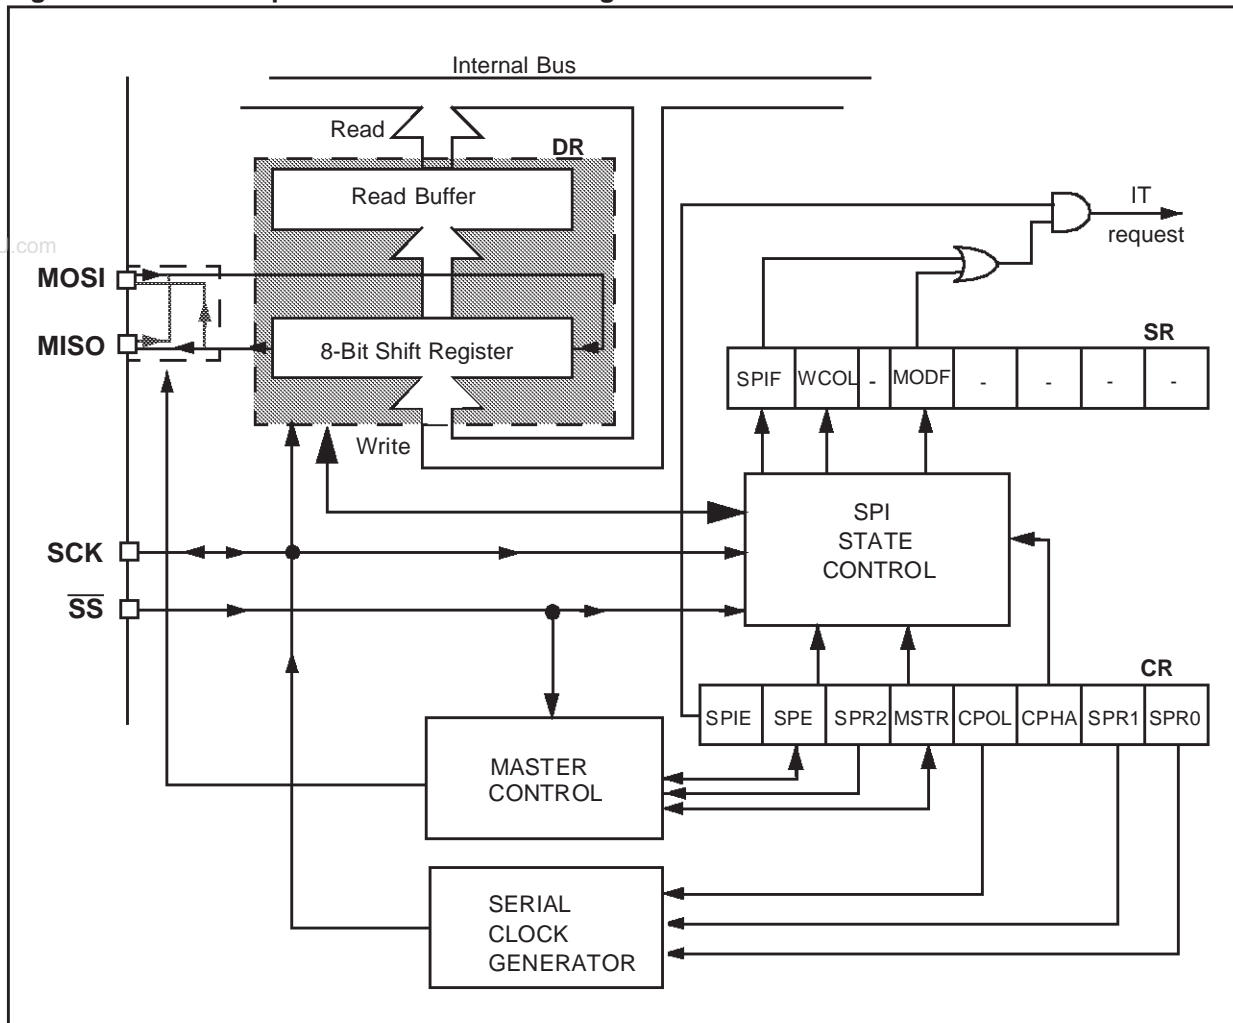 Internal Bus
Read
DR
Read Buffer
IT
request
J.com
MOSI
MISO
8-Bit Shift Register
SR
SPIF WCOL - MODF - - - -
Write
SPI
STATE
CONTROL
SCK
SS
CR
SPIE SPE SPR2 MSTR CPOL CPHA SPR1 SPR0
MASTER
CONTROL
SERIAL
CLOCK
GENERATOR